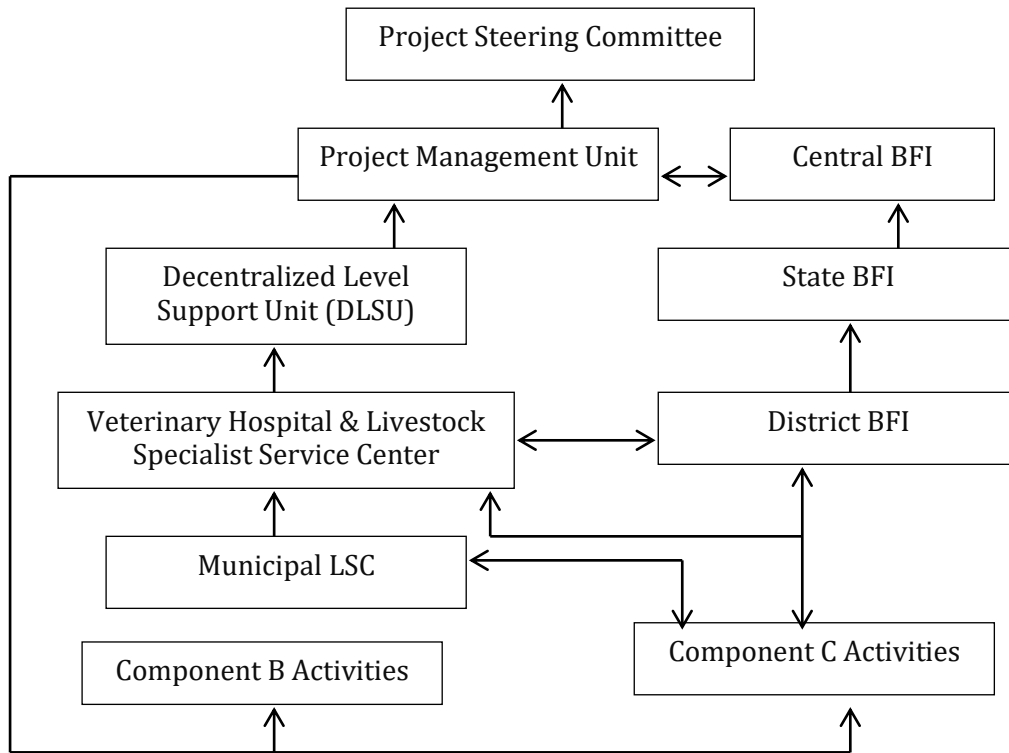 Project Steering Committee
Project Management Unit
Central BFI
Decentralized Level
Support Unit (DLSU)
State BFI
Veterinary Hospital & Livestock
Specialist Service Center
District BFI
Municipal LSC
Component B Activities
Component C Activities